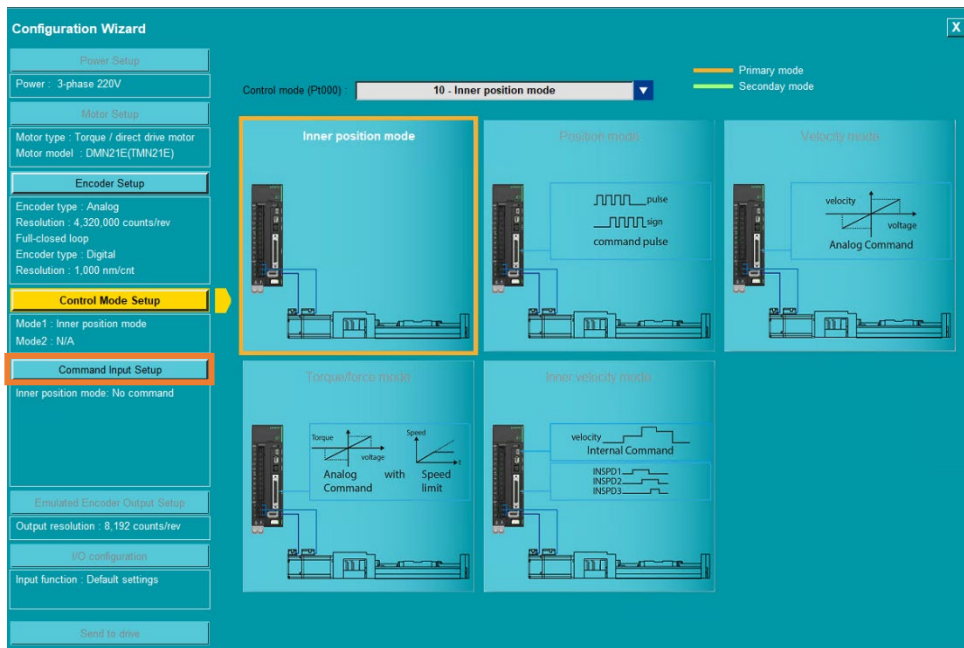 Configuration Wizard
X
Power Setup
Power : 3-phase 220V
Motor Setup
Motor type : Torque / direct drive motor
Motor model : DMN21E(TMN21E)
Encoder Setup
Encoder type : Analog
Resolution : 4,320,000 counts/rev
Full-closed loop
Encoder type : Digital
Resolution : 1,000 nm/cnt
Control Mode Setup
Mode1 : Inner position mode
Mode2 : N/A
Command Input Setup
Inner position mode: No command
Emulated Encoder Output Setup
Output resolution : 8,192 counts/rev
I/O configuration
Input function : Default settings
Send to drive
Control mode (Pt000) :
10 - Inner position mode
Primary mode
Seconday mode
Inner position mode
Position mode
pulse
sign
command pulse
Velocity mode
velocity
voltage
Analog Command
Torque/force mode
Torque
voltage
Speed
t
Analog with Speed
Command limit
Inner velocity mode
velocity
Internal Command
INSPD1
INSPD2
INSPD3